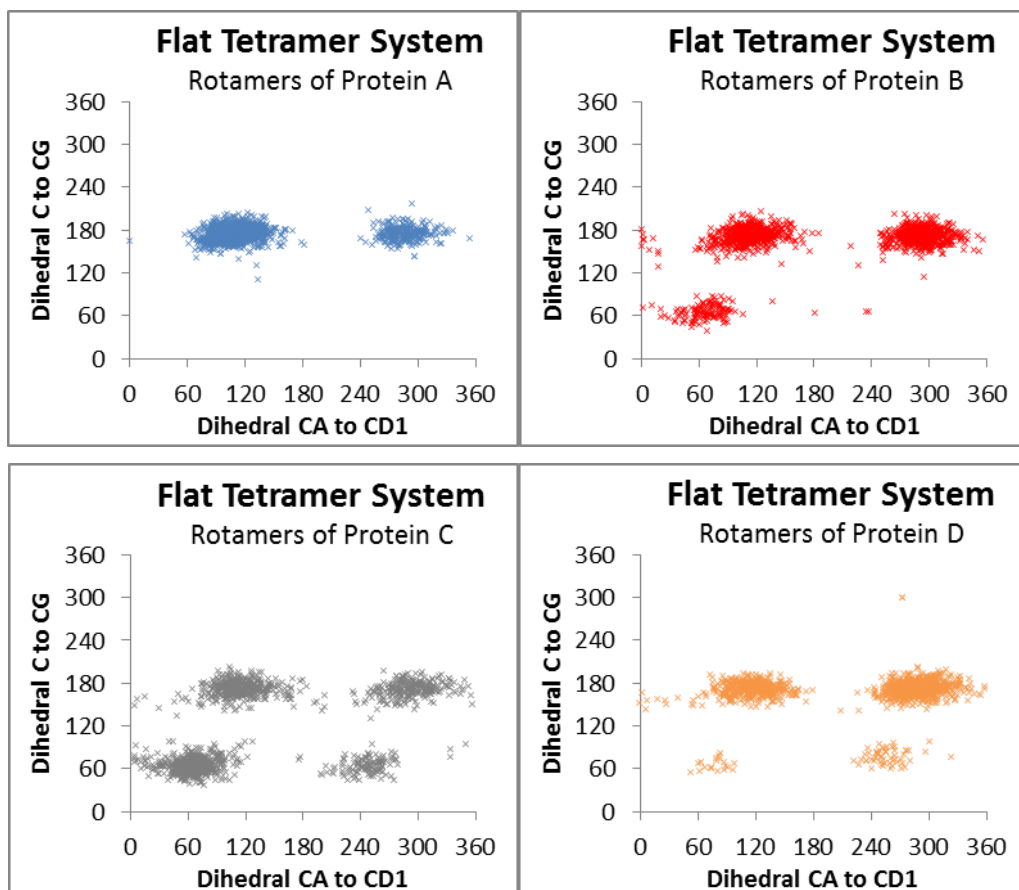 Flat Tetramer System
Rotamers of Protein A
360
300
240
180
120
60
0
Dihedral C to CG
0 60 120 180 240 300 360
Dihedral CA to CD1
Flat Tetramer System
Rotamers of Protein B
360
300
240
180
120
60
0
Dihedral C to CG
0 60 120 180 240 300 360
Dihedral CA to CD1
Flat Tetramer System
Rotamers of Protein C
360
300
240
180
120
60
0
Dihedral C to CG
0 60 120 180 240 300 360
Dihedral CA to CD1
Flat Tetramer System
Rotamers of Protein D
360
300
240
180
120
60
0
Dihedral C to CG
0 60 120 180 240 300 360
Dihedral CA to CD1